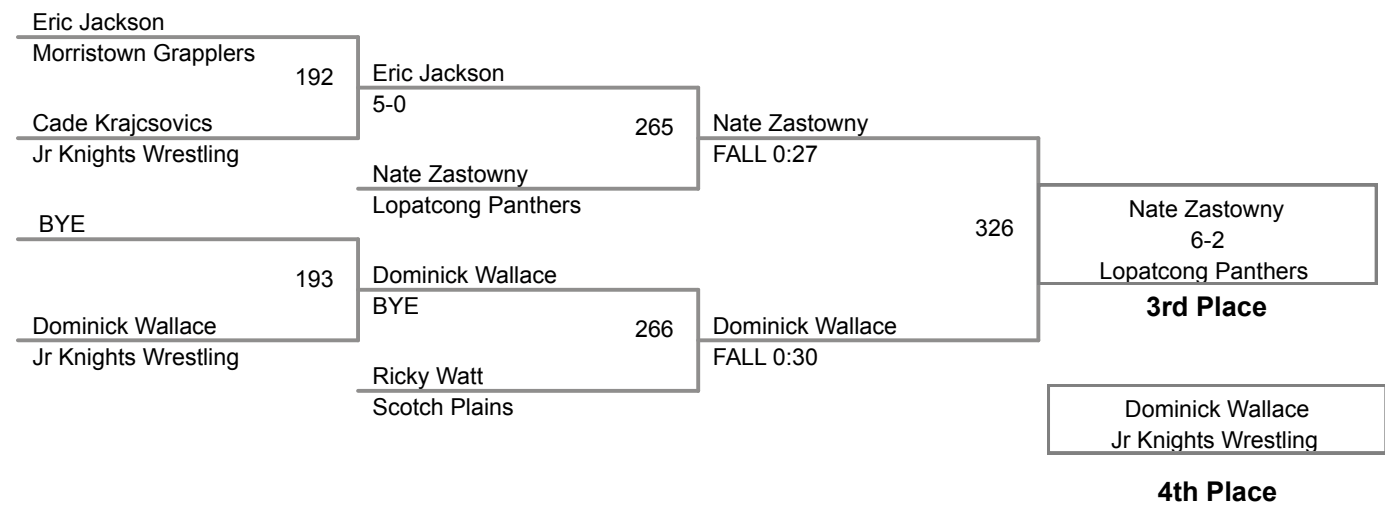 Eric Jackson
Morristown Grapplers
192
Cade Krajcsovics
Jr Knights Wrestling
BYE
193
Dominick Wallace
Jr Knights Wrestling
Eric Jackson
5-0
265
Nate Zastowny
Lopatcong Panthers
Dominick Wallace
BYE
266
Ricky Watt
Scotch Plains
Nate Zastowny
FALL 0:27
326
Dominick Wallace
FALL 0:30
Nate Zastowny
6-2
Lopatcong Panthers
3rd Place
Dominick Wallace
Jr Knights Wrestling
4th Place